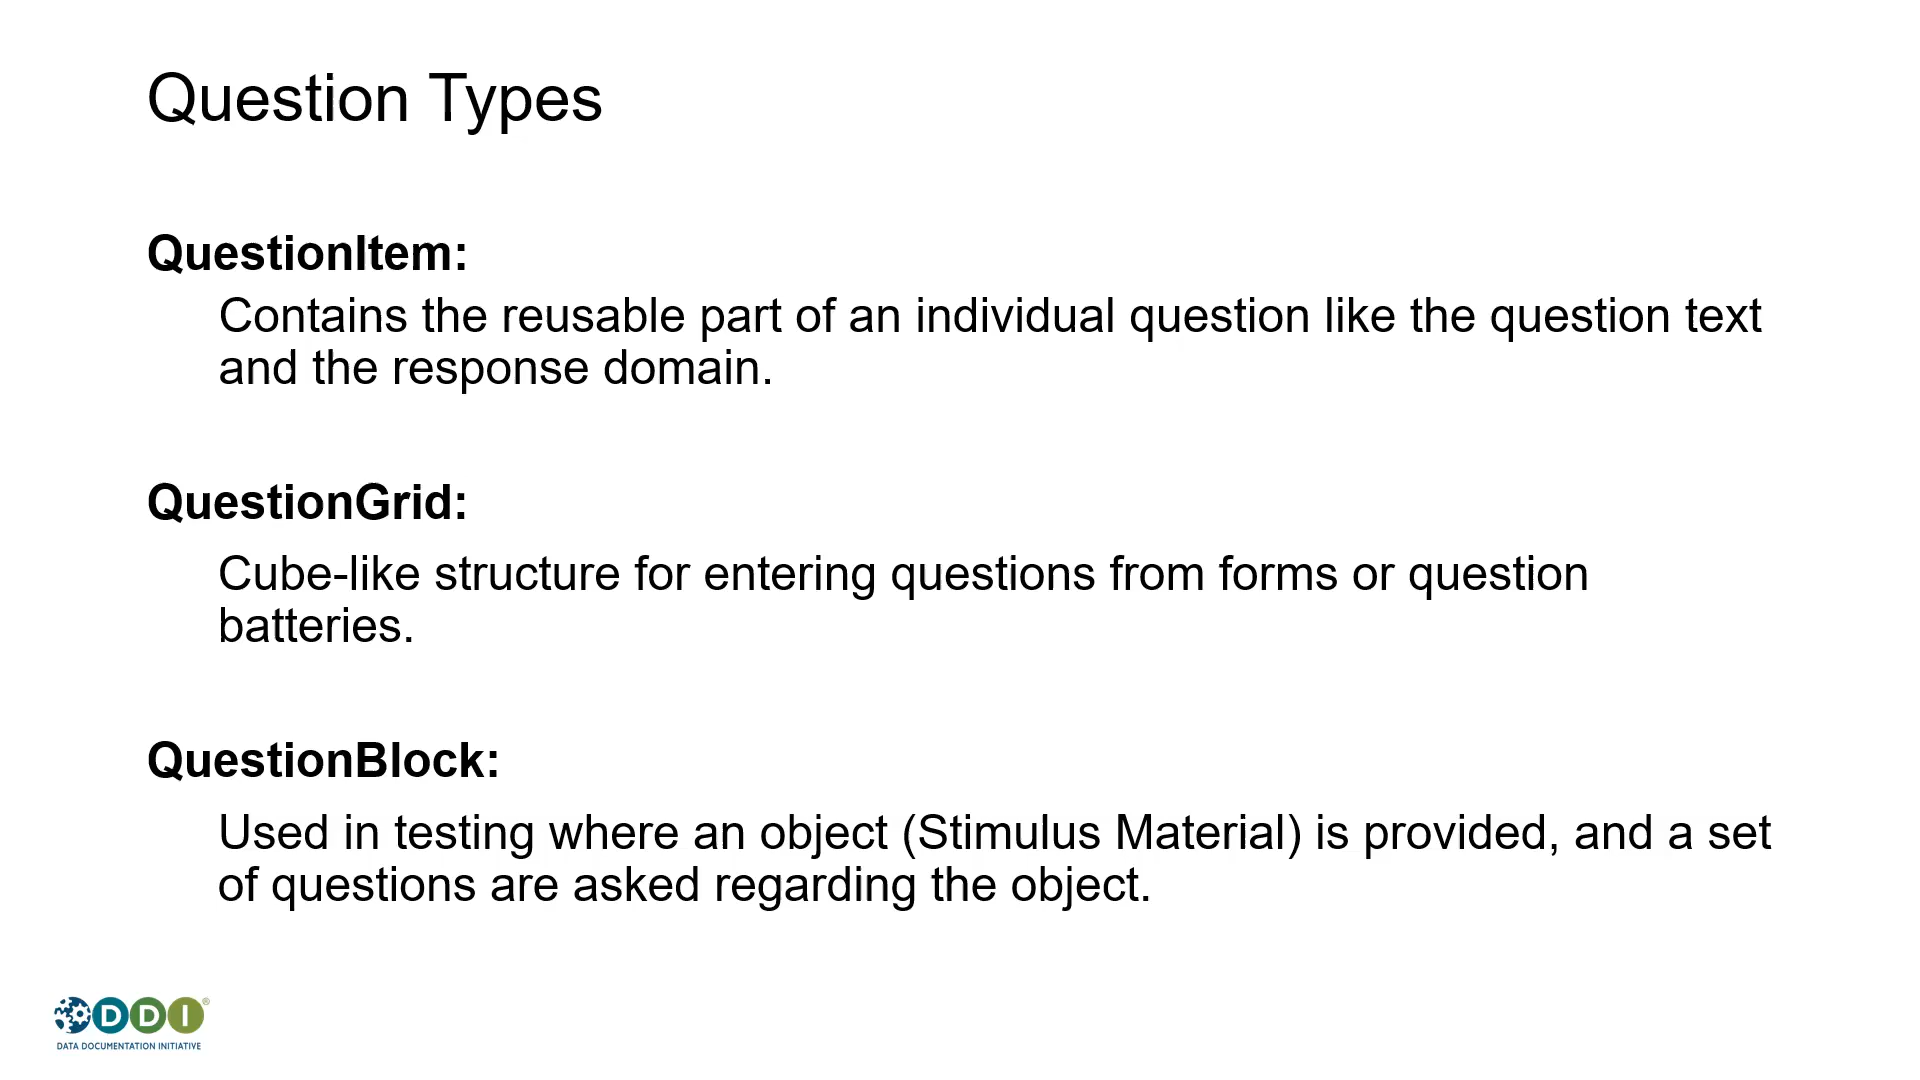 Question Types
QuestionItem:
Contains the reusable part of an individual question like the question text
and the response domain.
QuestionGrid:
Cube-like structure for entering questions from forms or question
batteries.
QuestionBlock:
Used in testing where an object (Stimulus Material) is provided, and a set
of questions are asked regarding the object.
DDI®
DATA DOCUMENTATION INITIATIVE